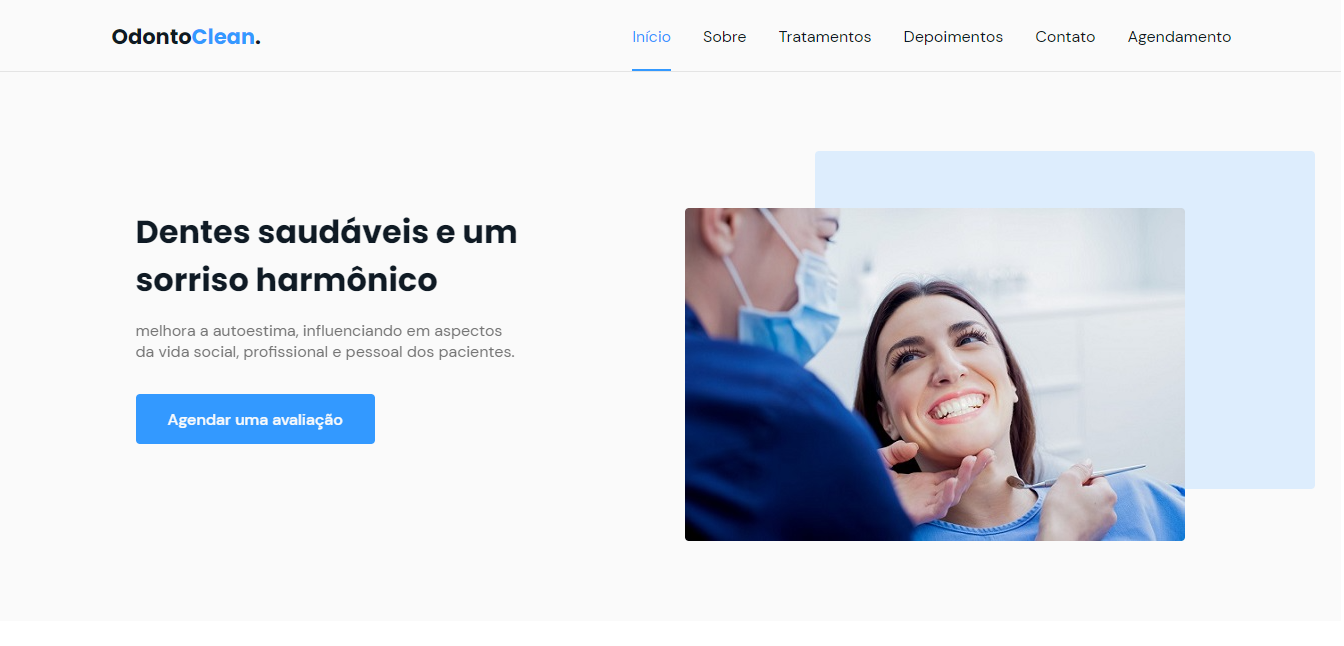 OdontoClean.
Início Sobre Tratamentos Depoimentos Contato Agendamento
Dentes saudáveis e um
sorriso harmônico
melhora a autoestima, influenciando em aspectos
da vida social, profissional e pessoal dos pacientes.
Agendar uma avaliação